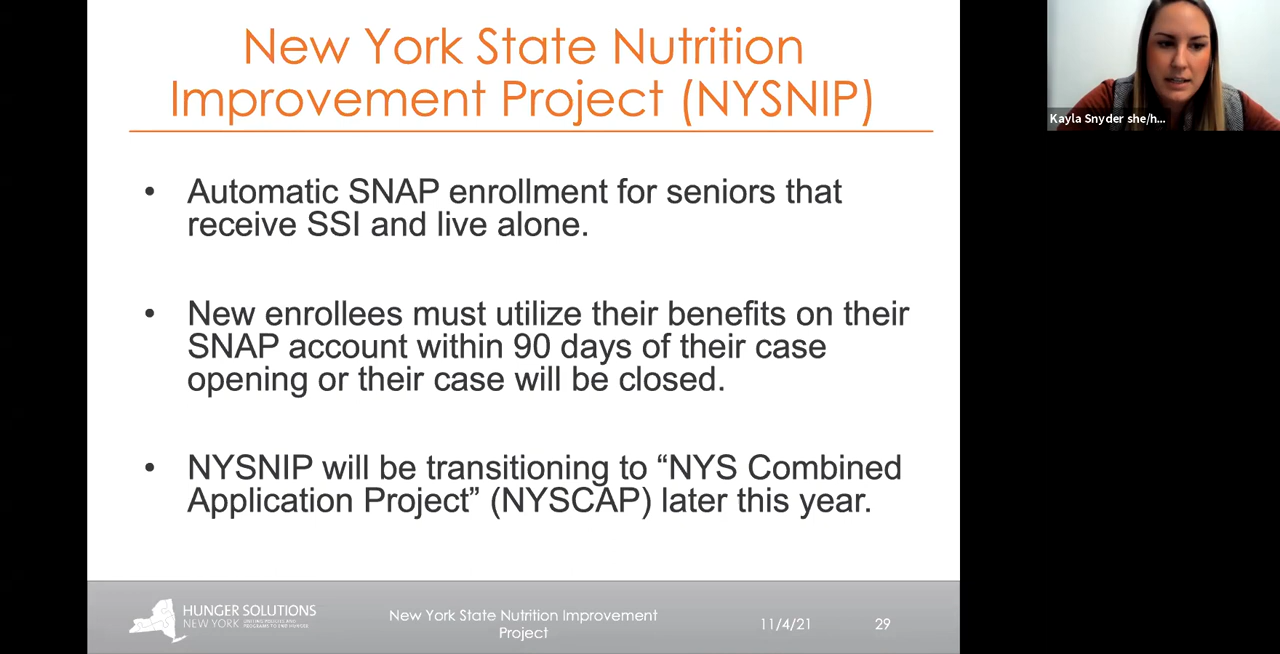 New York State Nutrition
Improvement Project (NYSNIP)
• Automatic SNAP enrollment for seniors that
receive SSI and live alone.
• New enrollees must utilize their benefits on their
SNAP account within 90 days of their case
opening or their case will be closed.
• NYSNIP will be transitioning to “NYS Combined
Application Project” (NYSCAP) later this year.
HUNGER SOLUTIONS
NEW YORK
New York State Nutrition Improvement
Project
11/4/21
29
Kayla Snyder she/h...